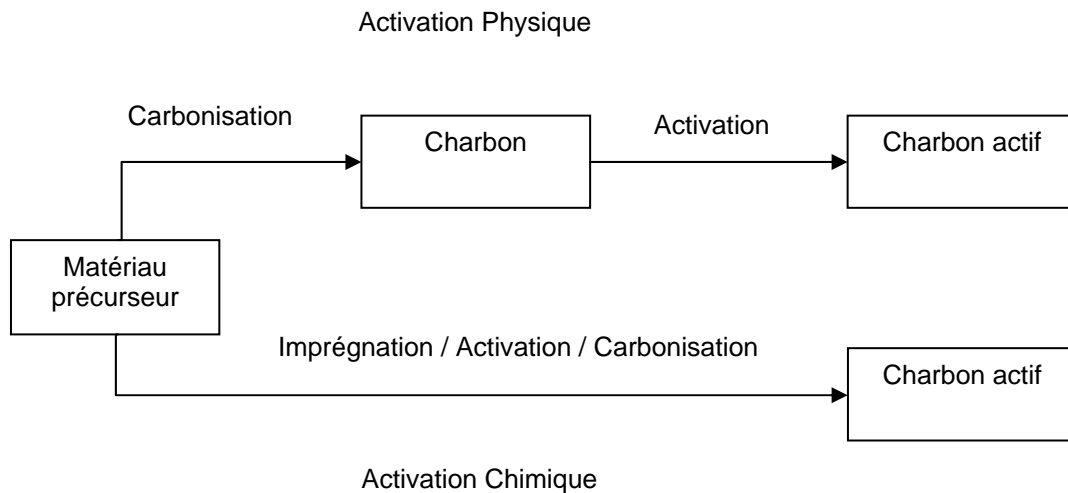 Activation Physique
Carbonisation
Charbon
Activation
Charbon actif
Matériau
précurseur
Imprégnation / Activation / Carbonisation
Charbon actif
Activation Chimique